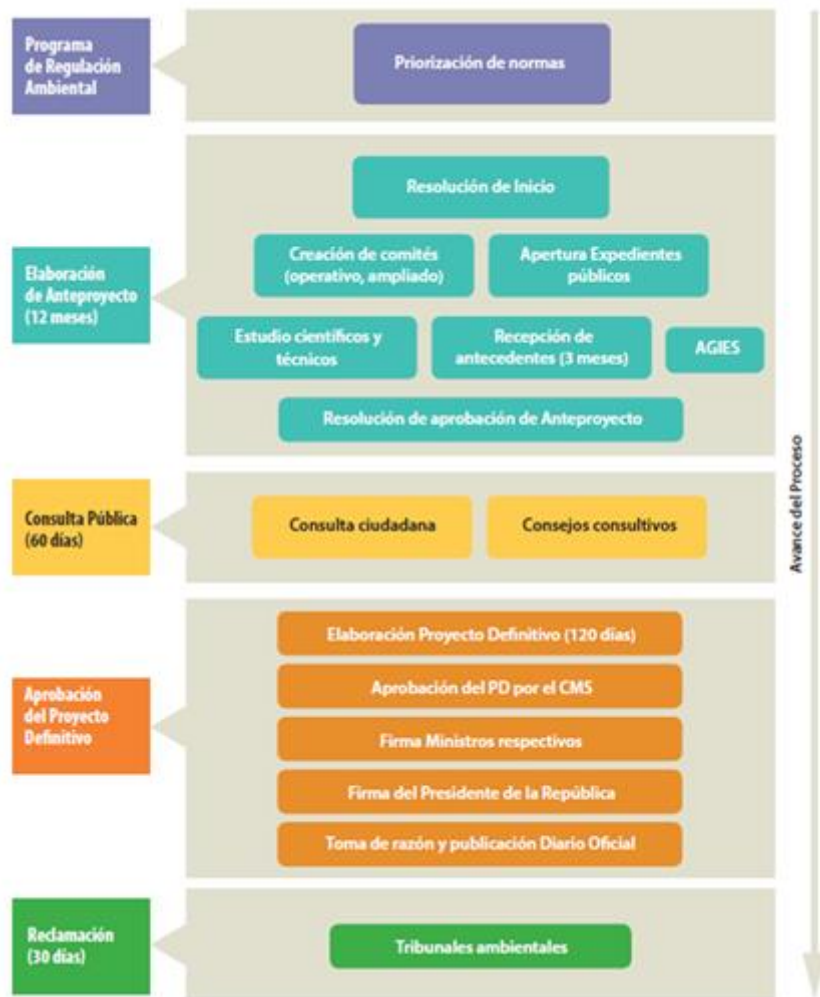 Programa
de Regulación
Ambiental
Priorización de normas
Elaboración
de Anteproyecto
(12 meses)
Resolución de Inicio
Creación de comités
(operativo, ampliado)
Apertura Expedientes
públicos
Estudio científicos y
técnicos
Recepción de
antecedentes (3 meses)
AGIES
Resolución de aprobación de Anteproyecto
Consulta Pública
(60 días)
Consulta ciudadana
Consejos consultivos
Aprobación
del Proyecto
Definitivo
Elaboración Proyecto Definitivo (120 días)
Aprobación del PD por el CMS
Firma Ministros respectivos
Firma del Presidente de la República
Toma de razón y publicación Diario Oficial
Reclamación
(30 días)
Tribunales ambientales
Avance del Proceso